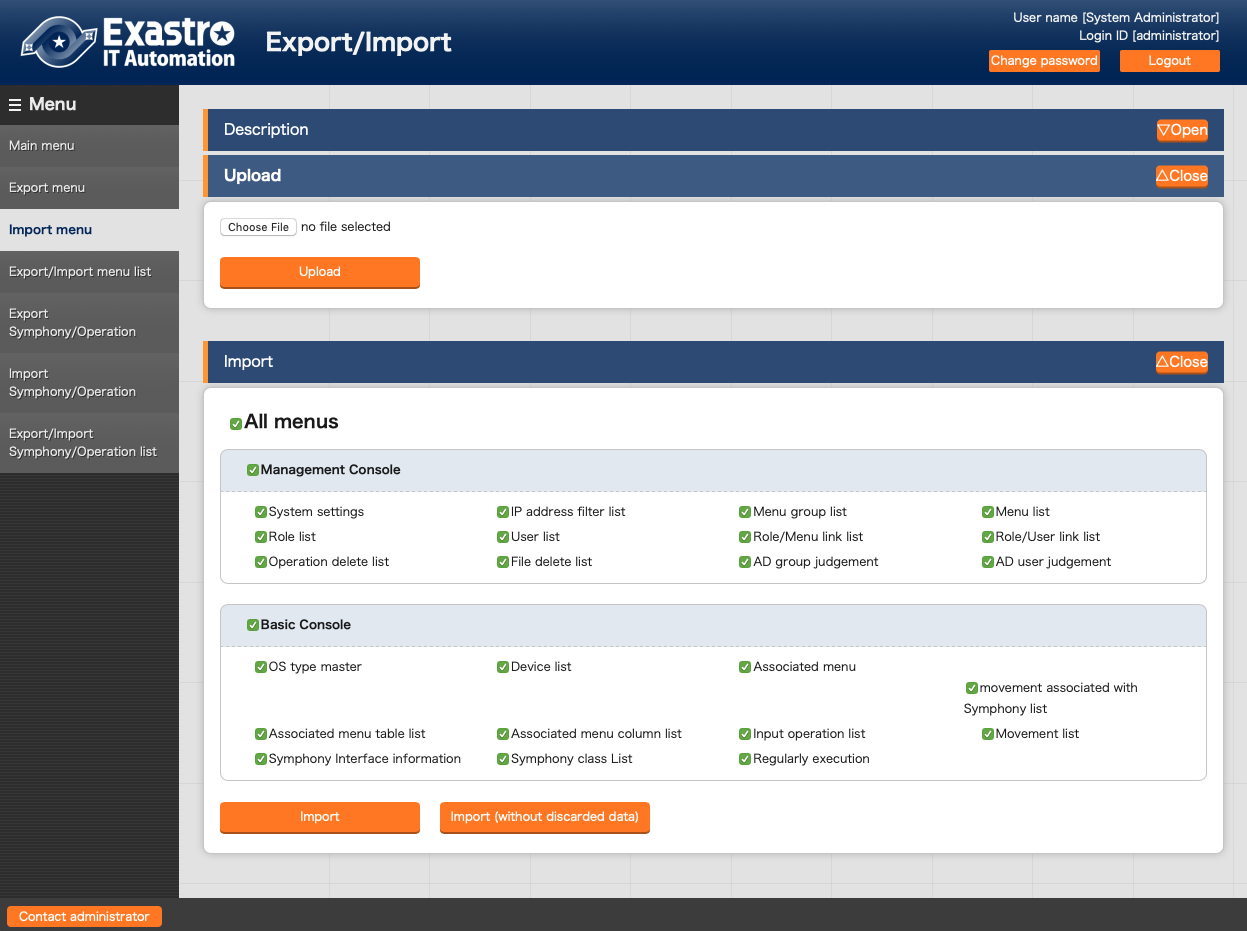 Exastro
IT Automation
Export/Import
User name [System Administrator]
Login ID [administrator]
Change password
Logout
☰ Menu
Main menu
Export menu
Import menu
Export/Import menu list
Export
Symphony/Operation
Import
Symphony/Operation
Export/Import
Symphony/Operation list
Description
▽Open
Upload
△Close
Choose File no file selected
Upload
Import
△Close
All menus
Management Console
System settings
IP address filter list
Menu group list
Menu list
Role list
User list
Role/Menu link list
Role/User link list
Operation delete list
File delete list
AD group judgement
AD user judgement
Basic Console
OS type master
Device list
Associated menu
movement associated with
Symphony list
Associated menu table list
Associated menu column list
Input operation list
Movement list
Symphony Interface information
Symphony class List
Regularly execution
Import
Import (without discarded data)
Contact administrator